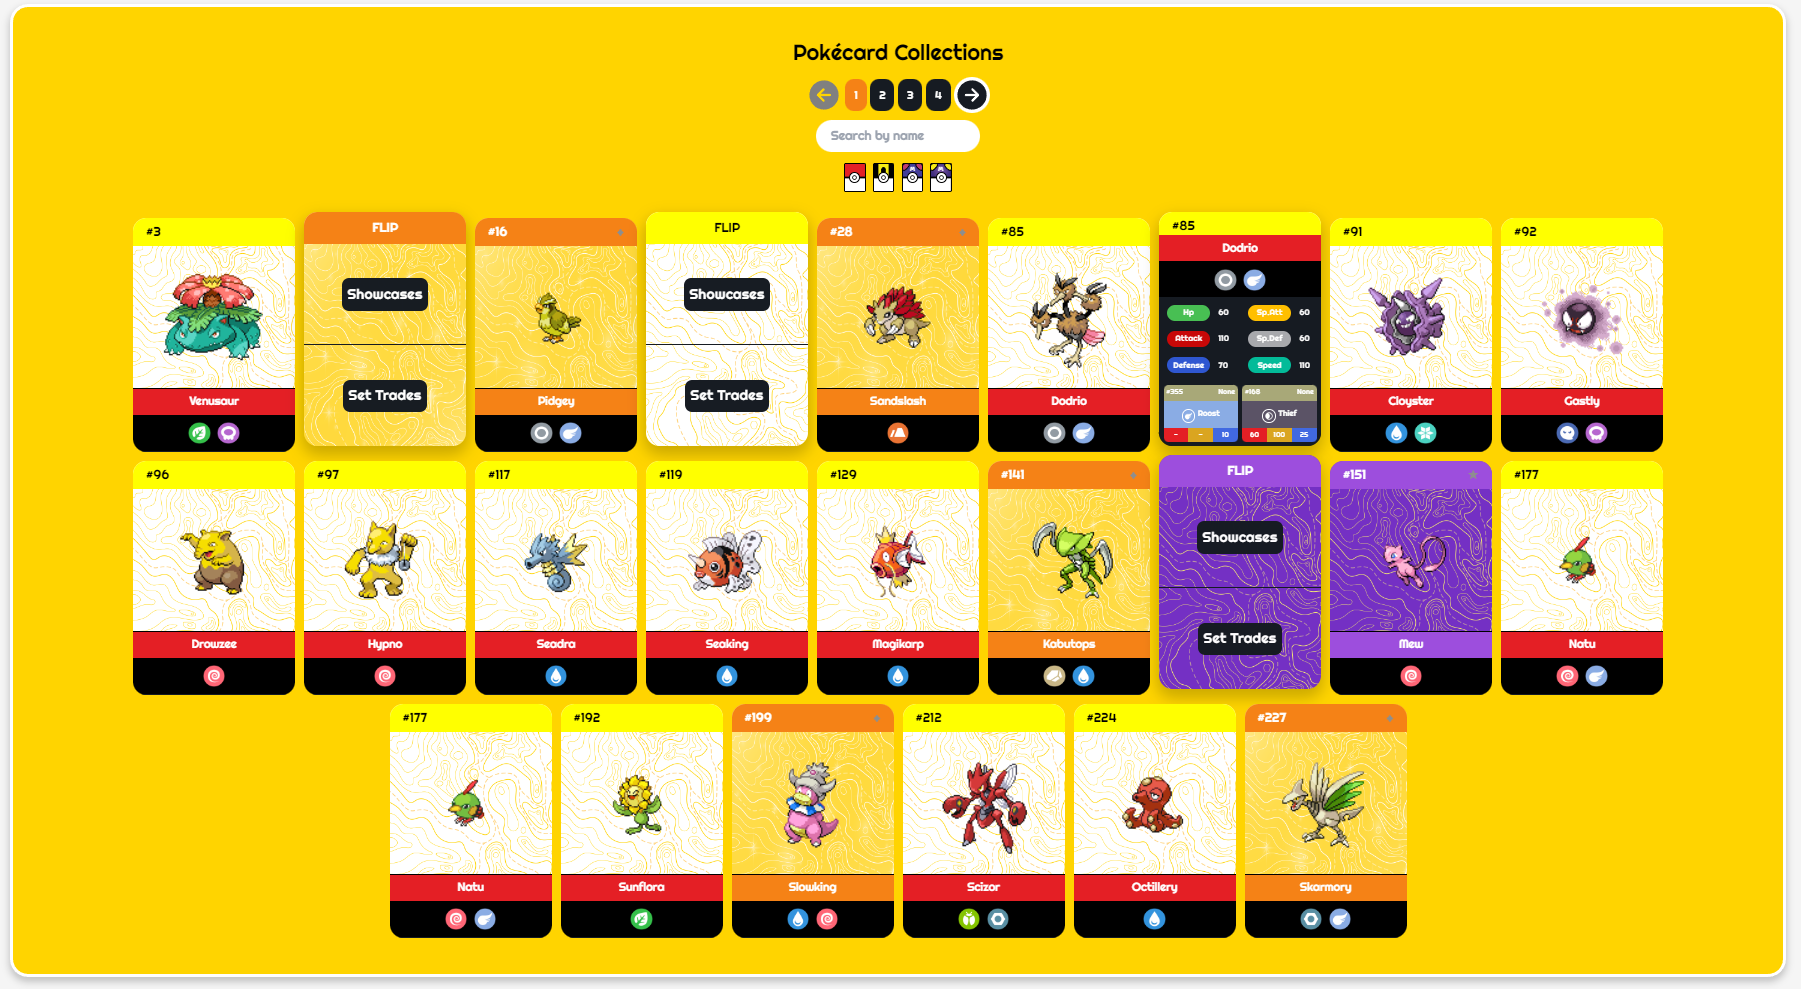 Pokécard Collections
1 2 3 4
Search by name
#3
Venusaur
FLIP
Showcases
Set Trades
#16
Pidgey
FLIP
Showcases
Set Trades
#28
Sandslash
#85
Dodrio
#85
Dodrio
Hp 60 Sp.Att 60
Attack 110 Sp.Def 60
Defense 70 Speed 110
#355 None #168 None
Roost Thief
- - 10 60 100 25
#91
Cloyster
#92
Gastly
#96
Drowzee
#97
Hypno
#117
Seadra
#119
Seaking
#129
Magikarp
#141
Kabutops
FLIP
Showcases
Set Trades
#151
Mew
#177
Natu
#177
Natu
#192
Sunflora
#199
Slowking
#212
Scizor
#224
Octillery
#227
Skarmory